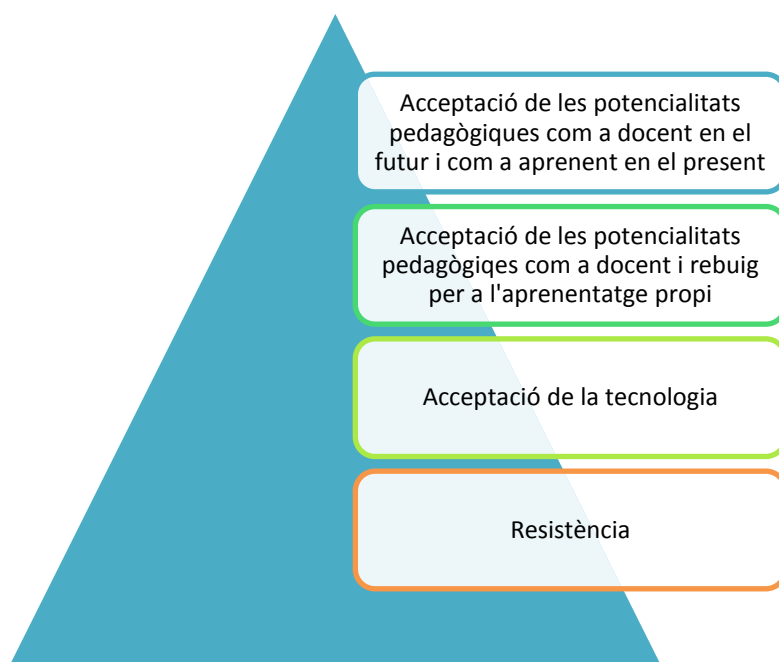 Acceptació de les potencialitats
pedagògiques com a docent en el
futur i com a aprenent en el present
Acceptació de les potencialitats
pedagògiqes com a docent i rebuig
per a l'aprenentatge propi
Acceptació de la tecnologia
Resistència